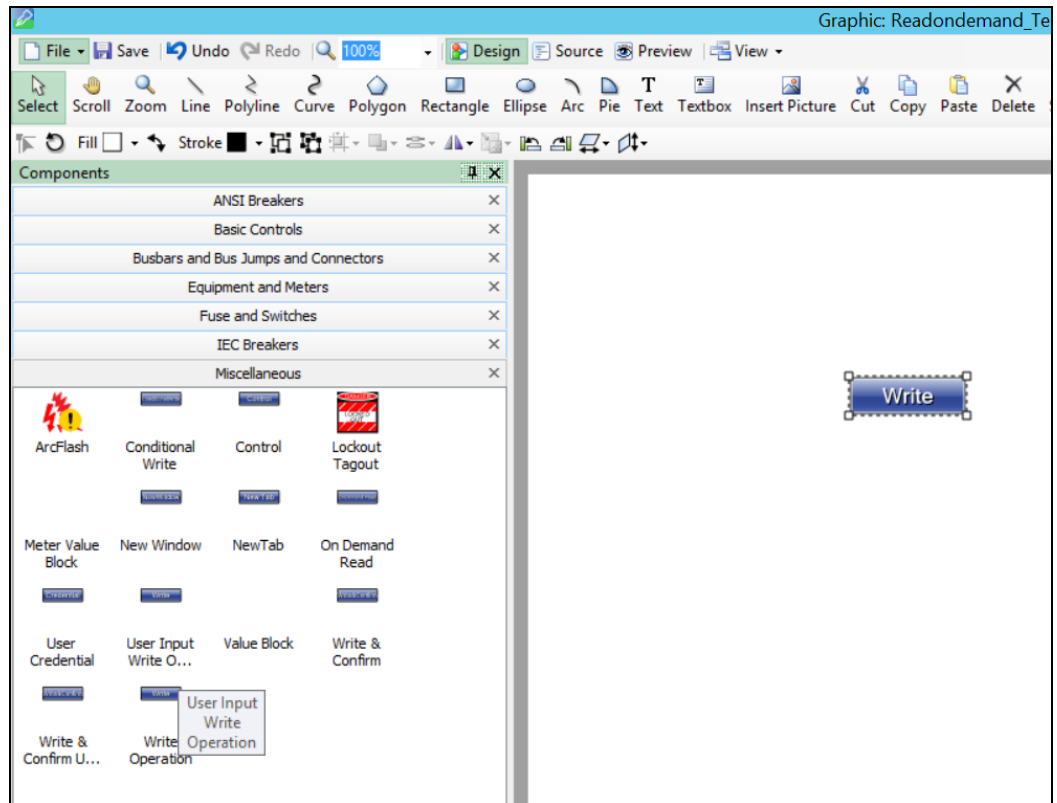 Graphic: Readondemand_Te
File Save Undo Redo 100% Design Source Preview View
Select Scroll Zoom Line Polyline Curve Polygon Rectangle Ellipse Arc Pie Text Textbox Insert Picture Cut Copy Paste Delete
Fill Stroke
Components
ANSI Breakers
Basic Controls
Busbars and Bus Jumps and Connectors
Equipment and Meters
Fuse and Switches
IEC Breakers
Miscellaneous
Write
Control
ArcFlash Conditional Write Control Lockout Tagout
New Window New Tab
Meter Value Block New Window NewTab On Demand Read
Credential Write
User Credential User Input Write O... Value Block Write & Confirm
Write
User Input Write Operation
Write & Confirm U... Write Operation